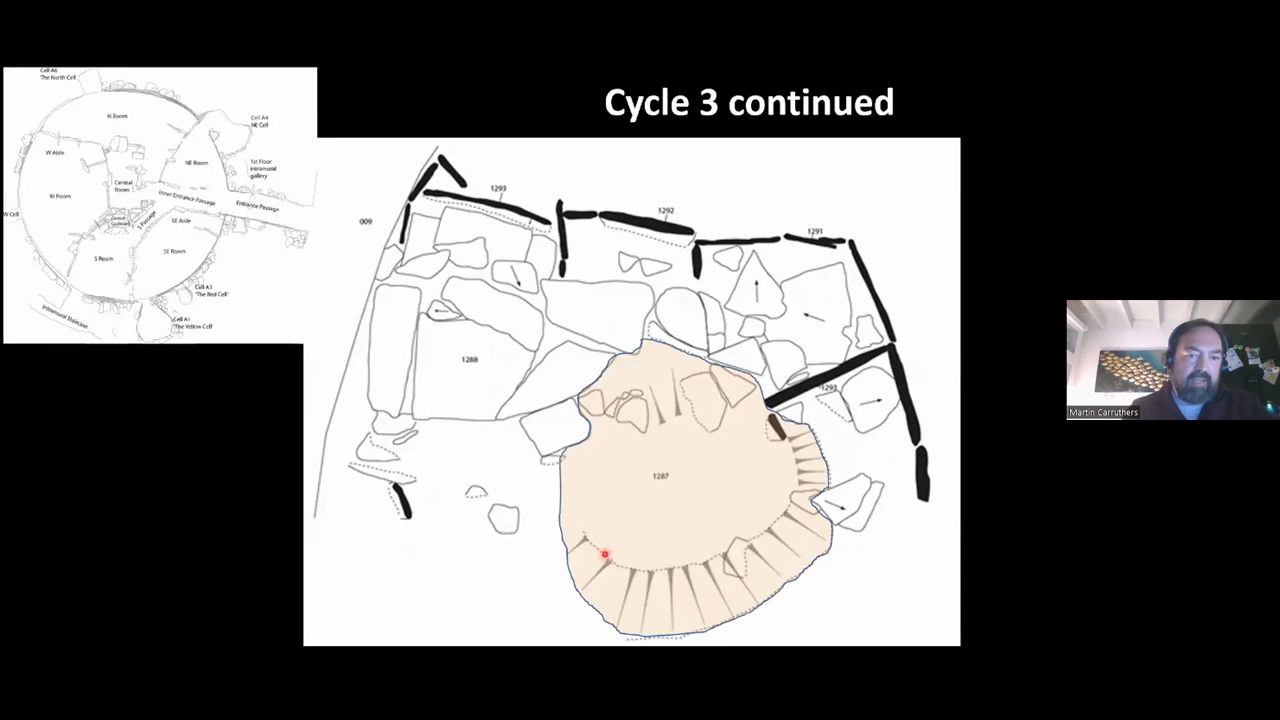 Cycle 3 continued
Cell A6
The North Cell
N Room
Cell A4
NE Cell
W Aisle
NE Room
1st Floor
intramural
gallery
Central
Room
W Room
Inner Entrance Passage
Entrance Passage
W Cell
S Passage
SE Aisle
SE Room
S Room
Cell A3
'The Red Cell'
Intramural Staircase
Cell A1
'The Yellow Cell'
1293
009
1292
1291
1288
1293
1287
Martin Carruthers